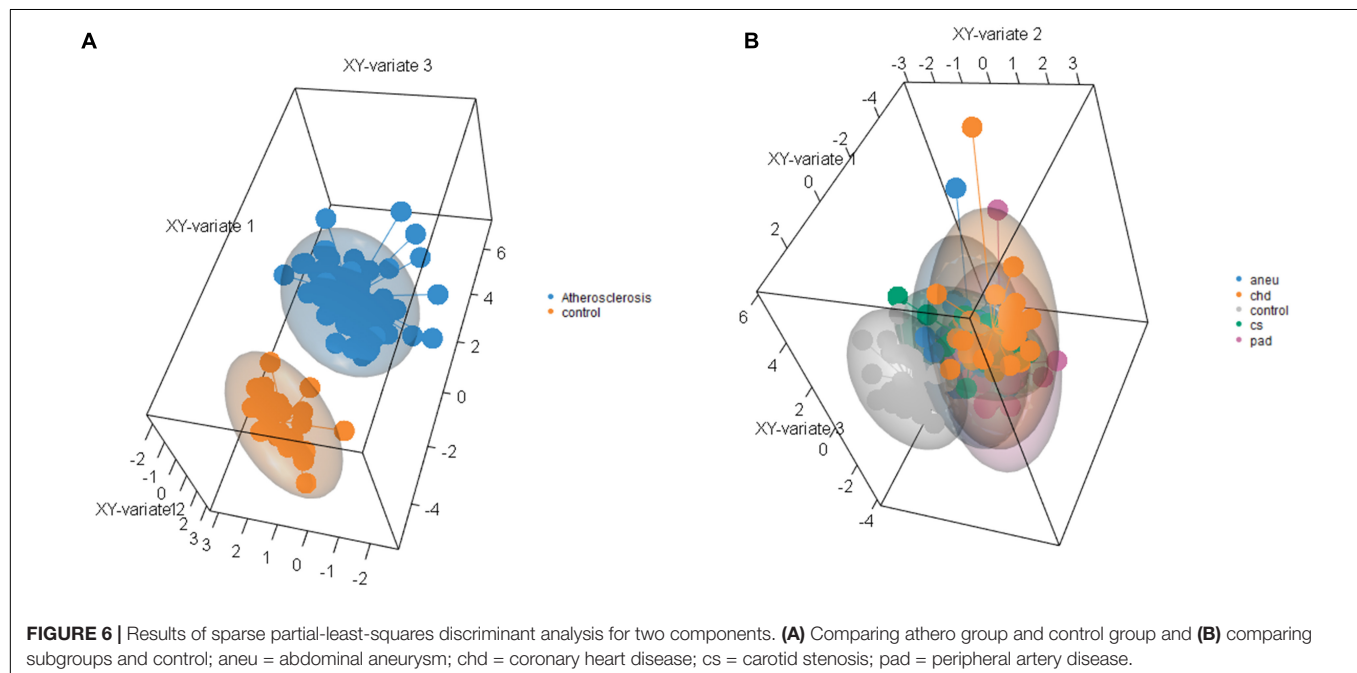 A
XY-variate 3
XY-variate 1
6
4
2
0
-2
-4
-2
-1
0
XY-variate12
2
3
3
2
1
0
-1
-2
Atherosclerosis
control
B
XY-variate 2
-3 -2 -1 0 1 2 3
-4
-2
XY-variate 1
0
2
6
4
2
XY-variate 3
0
-2
-4
aneu
chd
control
cs
pad
FIGURE 6 | Results of sparse partial-least-squares discriminant analysis for two components. (A) Comparing athero group and control group and (B) comparing
subgroups and control; aneu = abdominal aneurysm; chd = coronary heart disease; cs = carotid stenosis; pad = peripheral artery disease.